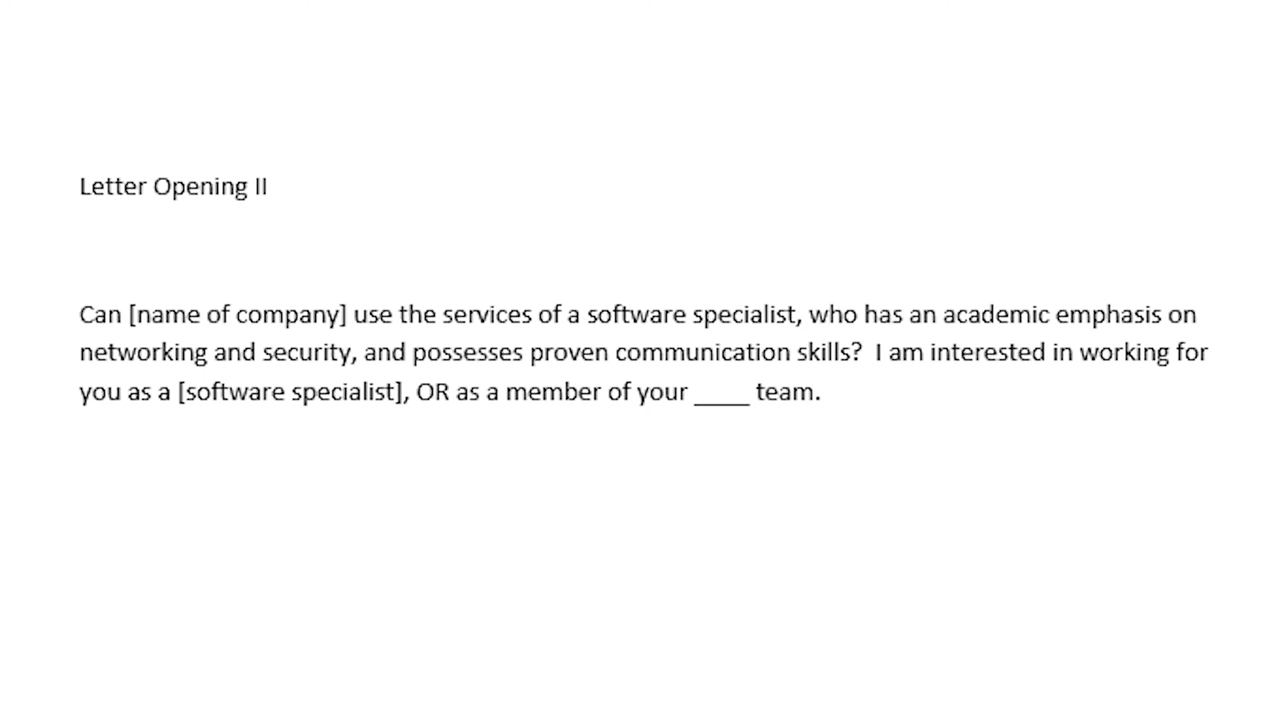 Letter Opening II
Can [name of company] use the services of a software specialist, who has an academic emphasis on
networking and security, and possesses proven communication skills?  I am interested in working for
you as a [software specialist], OR as a member of your ____ team.